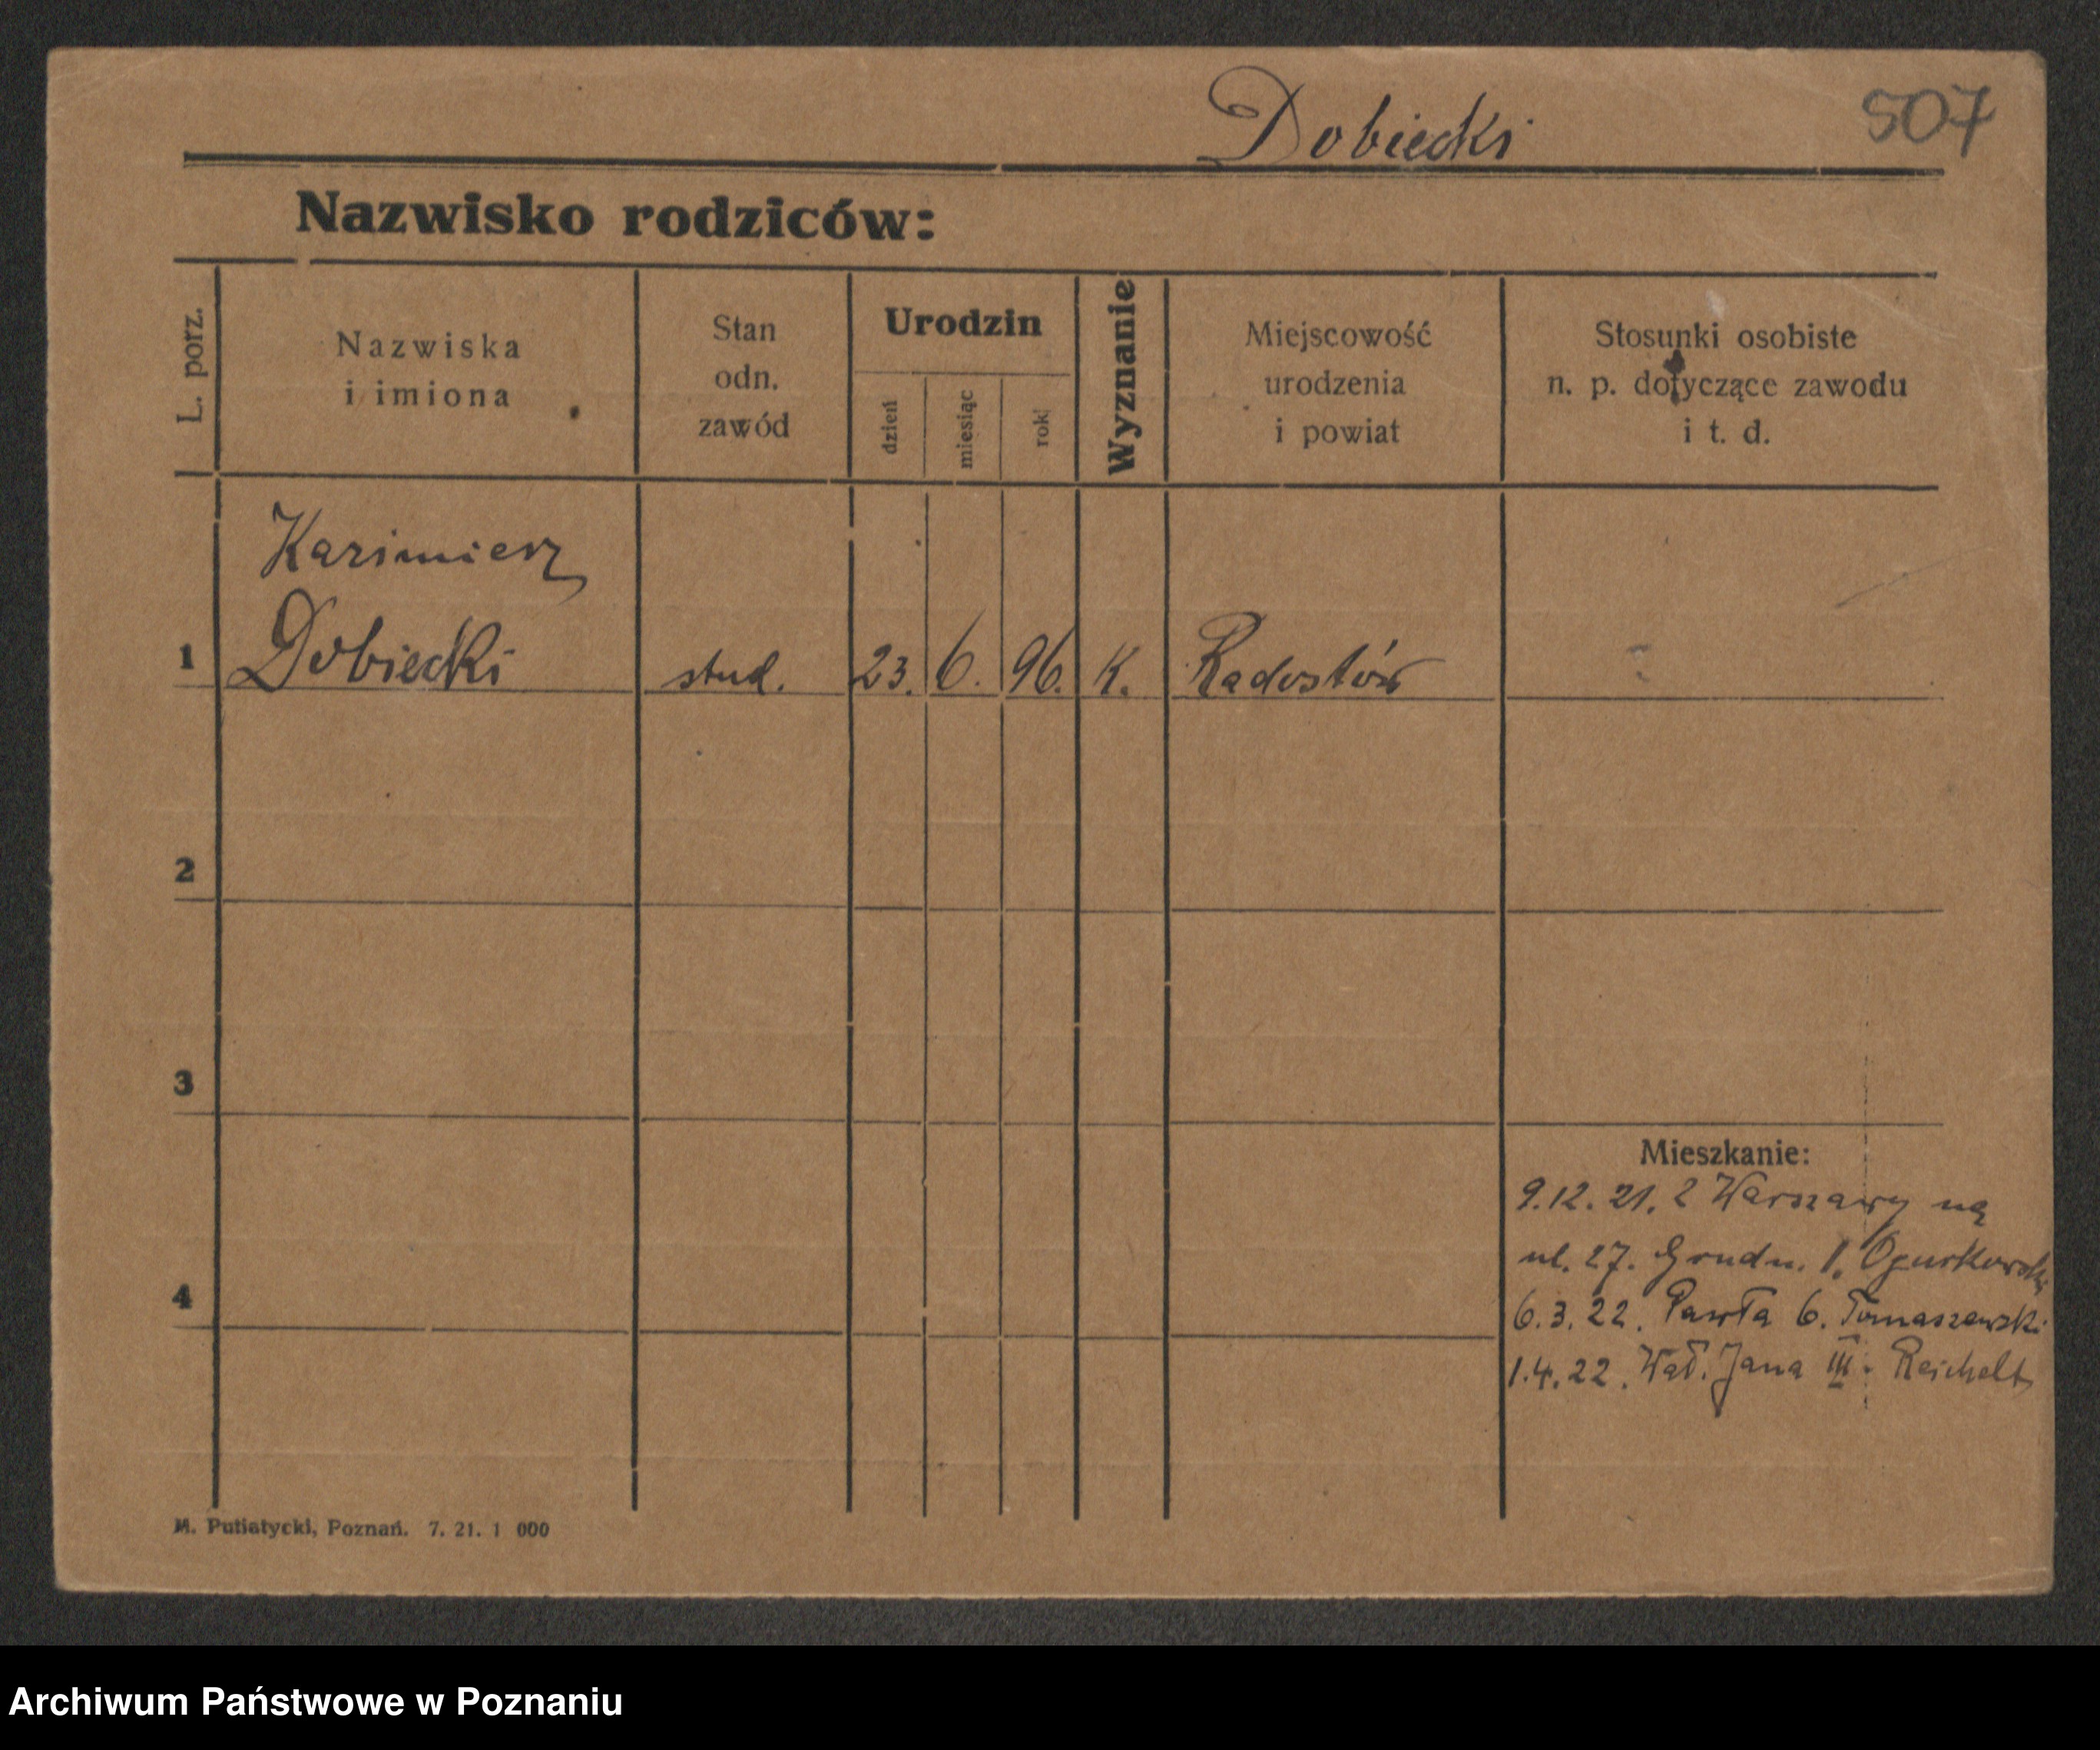 Dobiecki
507
Nazwisko rodziców:
L. porz.
Nazwiska
i imiona
Stan
odn.
zawód
Urodzin
dzień
miesiąc
rok
Wyznanie
Miejscowość
urodzenia
i powiat
Stosunki osobiste
n. p. dotyczące zawodu
i t. d.
Kazimierz
1 Dobiecki stud. 23. 6. 96. K. Radostów
2
3
Mieszkanie:
9.12.21. z Warszawy na
ul. 27. Grudn. 1. Ogurkowski
4
6.3.22. Pawła 6. Tomaszewski
1.4.22. Wał. Jana III. Reichelt
M. Putiatycki, Poznań. 7. 21. 1 000
Archiwum Państwowe w Poznaniu